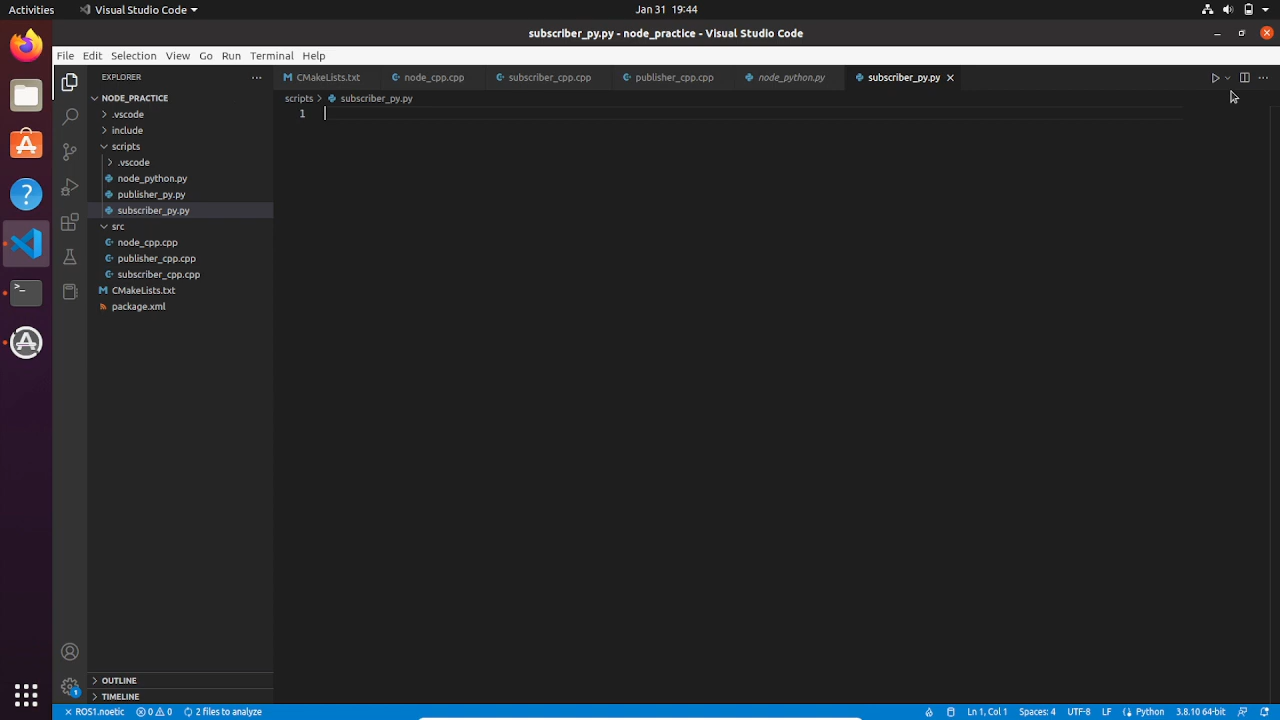 Activities Visual Studio Code Jan 31 19:44
subscriber_py.py - node_practice - Visual Studio Code
File Edit Selection View Go Run Terminal Help
EXPLORER CMakeLists.txt node_cpp.cpp subscriber_cpp.cpp publisher_cpp.cpp node_python.py subscriber_py.py
NODE_PRACTICE scripts subscriber_py.py
.vscode 1
include
scripts
.vscode
node_python.py
publisher_py.py
subscriber_py.py
src
node_cpp.cpp
publisher_cpp.cpp
subscriber_cpp.cpp
CMakeLists.txt
package.xml
OUTLINE
TIMELINE
1
ROS1.noetic 0 0 2 files to analyze Ln 1, Col 1 Spaces: 4 UTF-8 LF Python 3.8.10 64-bit